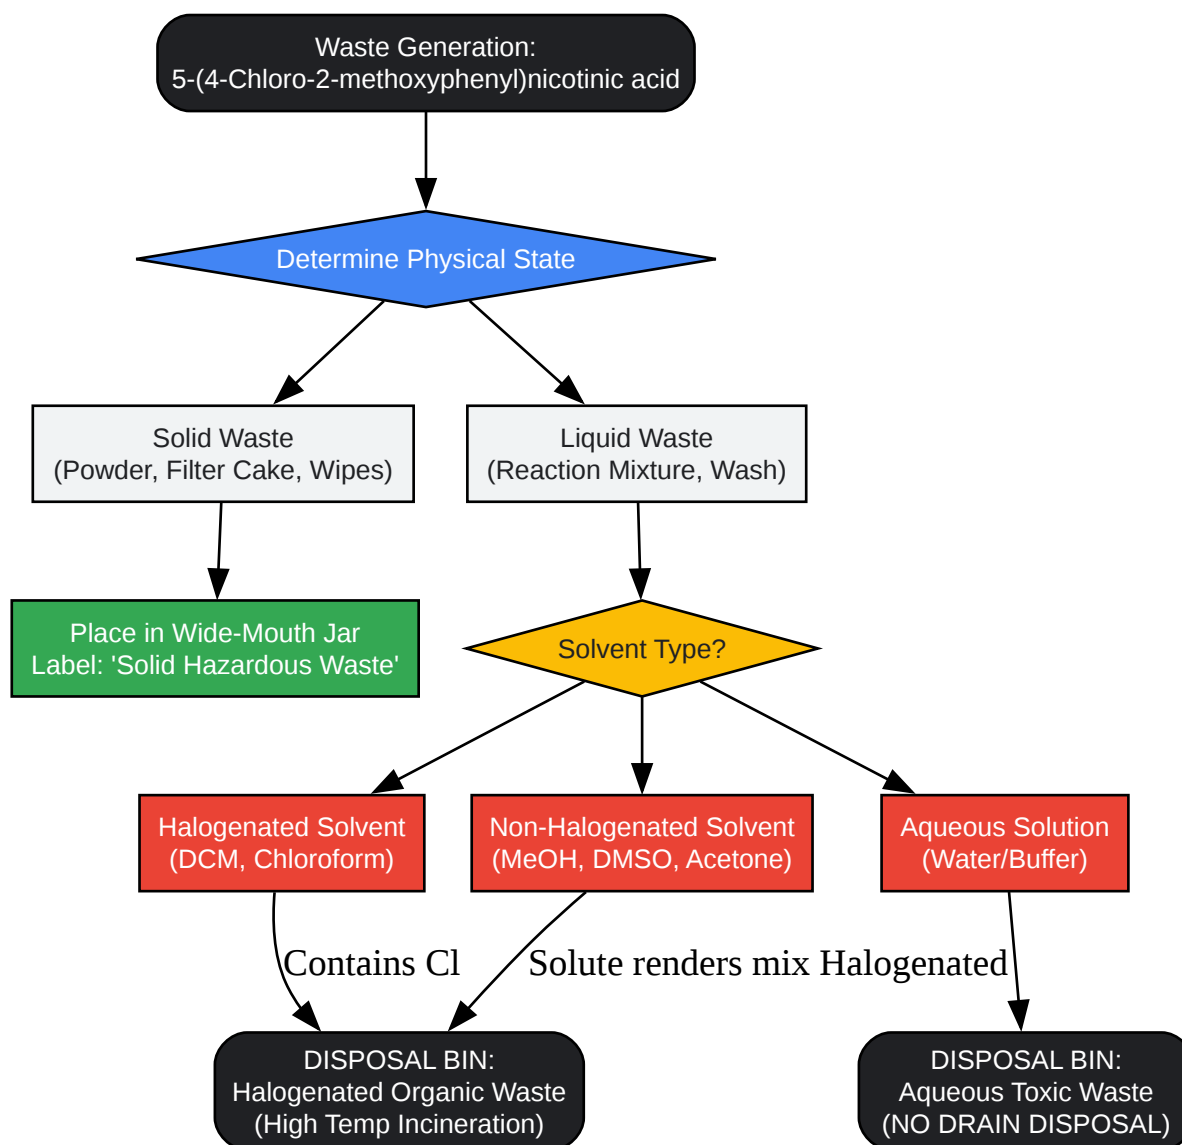 Waste Generation:
5-(4-Chloro-2-methoxyphenyl)nicotinic acid
Determine Physical State
Solid Waste
(Powder, Filter Cake, Wipes)
Liquid Waste
(Reaction Mixture, Wash)
Place in Wide-Mouth Jar
Label: 'Solid Hazardous Waste'
Solvent Type?
Halogenated Solvent
(DCM, Chloroform)
Non-Halogenated Solvent
(MeOH, DMSO, Acetone)
Aqueous Solution
(Water/Buffer)
Contains Cl
Solute renders mix Halogenated
DISPOSAL BIN:
Halogenated Organic Waste
(High Temp Incineration)
DISPOSAL BIN:
Aqueous Toxic Waste
(NO DRAIN DISPOSAL)